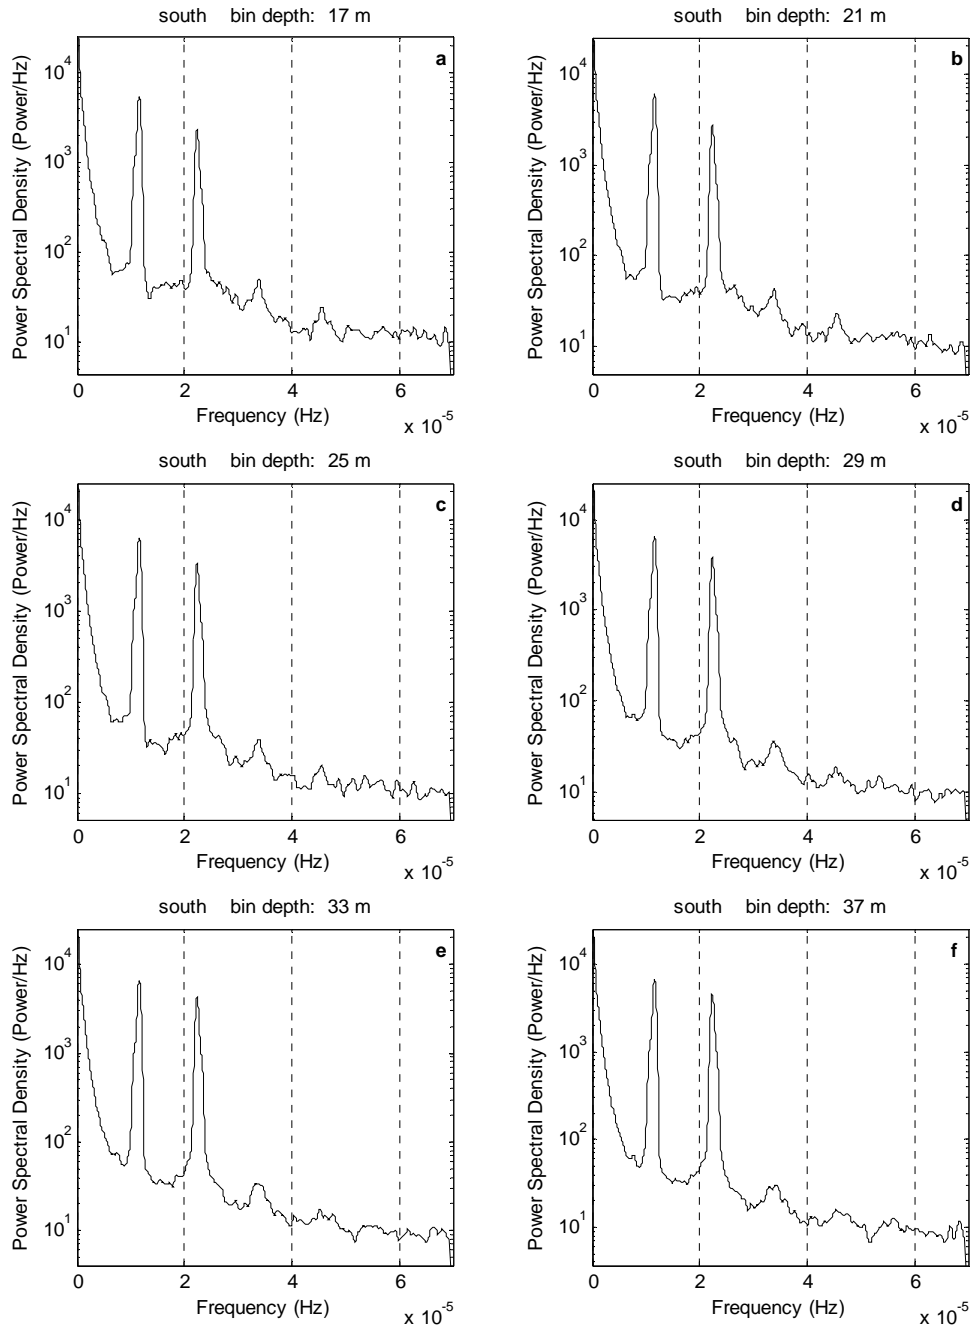 south bin depth: 17 m
a
10^4
10^3
10^2
10^1
Power Spectral Density (Power/Hz)
0 2 4 6
Frequency (Hz)
x 10^-5
south bin depth: 21 m
b
10^4
10^3
10^2
10^1
Power Spectral Density (Power/Hz)
0 2 4 6
Frequency (Hz)
x 10^-5
south bin depth: 25 m
c
10^4
10^3
10^2
10^1
Power Spectral Density (Power/Hz)
0 2 4 6
Frequency (Hz)
x 10^-5
south bin depth: 29 m
d
10^4
10^3
10^2
10^1
Power Spectral Density (Power/Hz)
0 2 4 6
Frequency (Hz)
x 10^-5
south bin depth: 33 m
e
10^4
10^3
10^2
10^1
Power Spectral Density (Power/Hz)
0 2 4 6
Frequency (Hz)
x 10^-5
south bin depth: 37 m
f
10^4
10^3
10^2
10^1
Power Spectral Density (Power/Hz)
0 2 4 6
Frequency (Hz)
x 10^-5